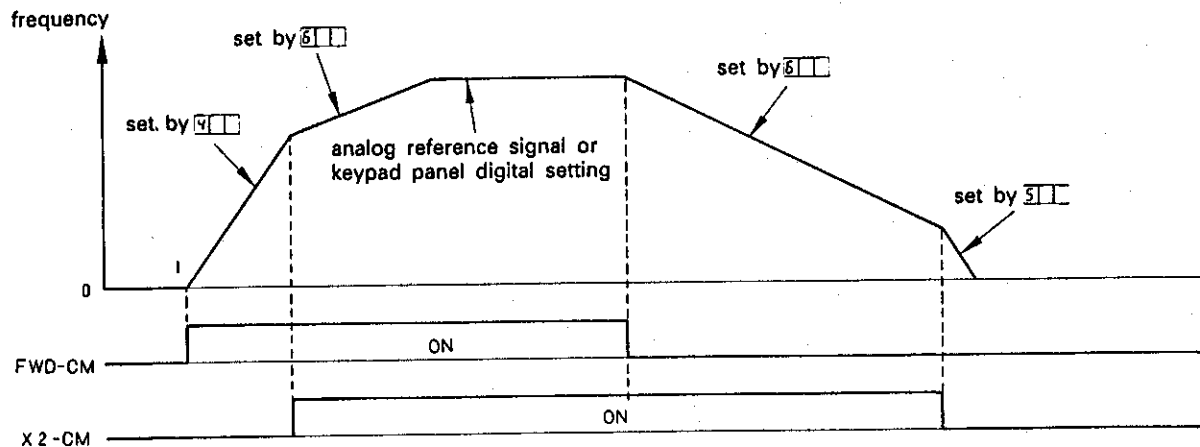 frequency
set by 6
set by 6
set. by 4
analog reference signal or
keypad panel digital setting
set by 5
0
ON
FWD-CM
ON
X2-CM